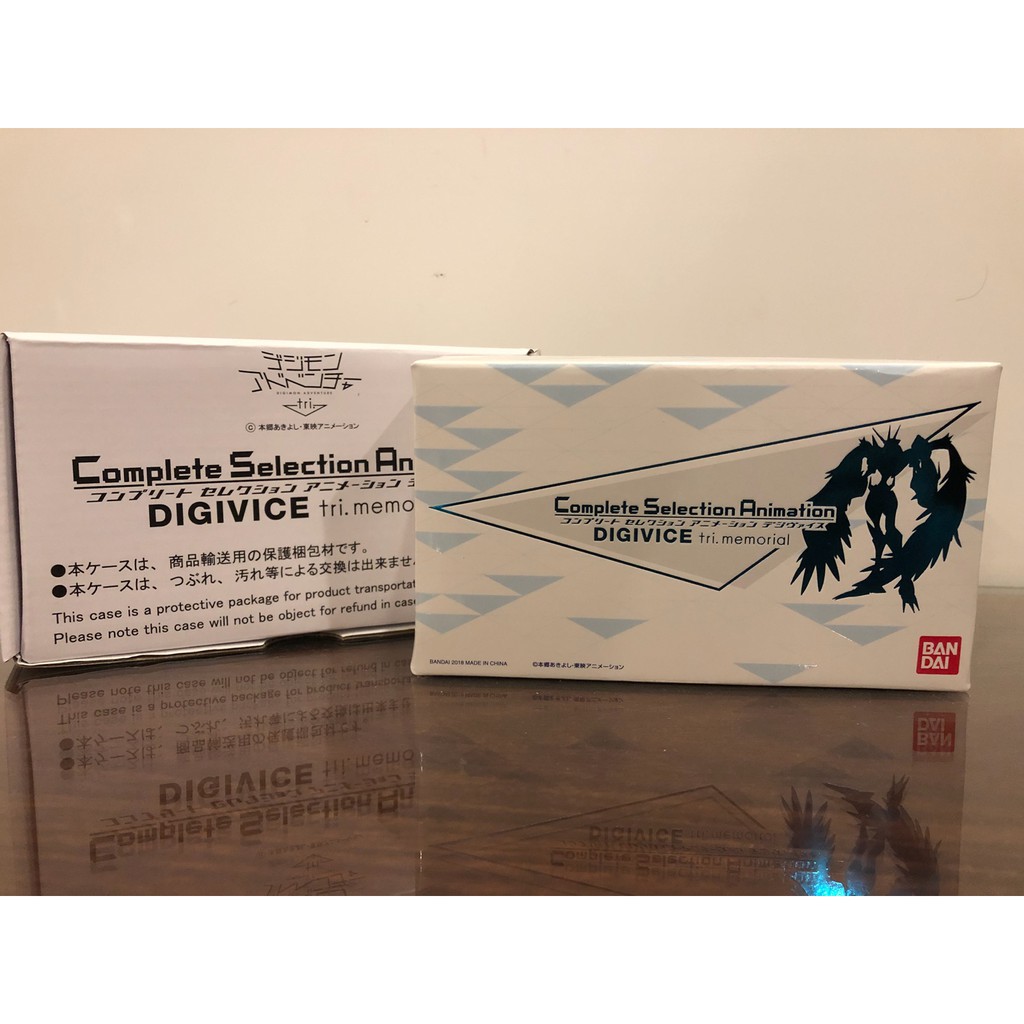 デジモン
アドベンチャー
DIGIMON ADVENTURE
tri.
© 本郷あきよし・東映アニメーション
Complete Selection An
コンプリート セレクション アニメーション デ
DIGIVICE tri.memo
●本ケースは、商品輸送用の保護梱包材です。
●本ケースは、つぶれ、汚れ等による交換は出来ませ
This case is a protective package for product transportat
Please note this case will not be object for refund in case
Complete Selection Animation
コンプリート セレクション アニメーション デジヴァイス
DIGIVICE tri.memorial
BANDAI 2018 MADE IN CHINA
©本郷あきよし・東映アニメーション
BAN
DAI